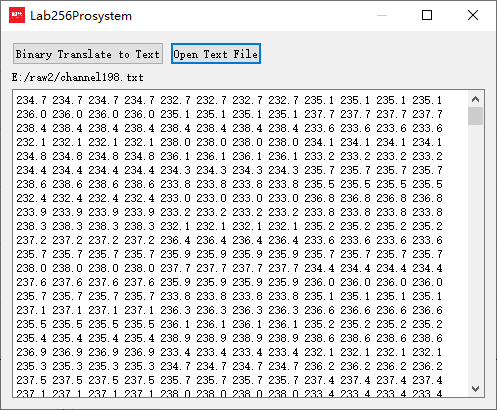 Lab256Prosystem
Binary Translate to Text Open Text File
E:/raw2/channel198.txt
234.7 234.7 234.7 234.7 232.7 232.7 232.7 232.7 235.1 235.1 235.1 235.1
236.0 236.0 236.0 236.0 235.1 235.1 235.1 235.1 237.7 237.7 237.7 237.7
238.4 238.4 238.4 238.4 238.4 238.4 238.4 238.4 233.6 233.6 233.6 233.6
232.1 232.1 232.1 232.1 238.0 238.0 238.0 238.0 234.1 234.1 234.1 234.1
234.8 234.8 234.8 234.8 236.1 236.1 236.1 236.1 233.2 233.2 233.2 233.2
234.4 234.4 234.4 234.4 234.3 234.3 234.3 234.3 235.7 235.7 235.7 235.7
238.6 238.6 238.6 238.6 233.8 233.8 233.8 233.8 235.5 235.5 235.5 235.5
232.4 232.4 232.4 232.4 233.0 233.0 233.0 233.0 236.8 236.8 236.8 236.8
233.9 233.9 233.9 233.9 233.2 233.2 233.2 233.2 233.8 233.8 233.8 233.8
238.3 238.3 238.3 238.3 232.1 232.1 232.1 232.1 237.8 237.8 237.8 237.8
237.2 237.2 237.2 237.2 236.4 236.4 236.4 236.4 233.6 233.6 233.6 233.6
235.7 235.7 235.7 235.7 235.9 235.9 235.9 235.9 235.7 235.7 235.7 235.7
238.0 238.0 238.0 238.0 237.7 237.7 237.7 237.7 234.4 234.4 234.4 234.4
237.6 237.6 237.6 237.6 235.9 235.9 235.9 235.9 236.0 236.0 236.0 236.0
235.7 235.7 235.7 235.7 233.8 233.8 233.8 233.8 235.1 235.1 235.1 235.1
237.1 237.1 237.1 237.1 236.3 236.3 236.3 236.3 236.6 236.6 236.6 236.6
235.5 235.5 235.5 235.5 236.1 236.1 236.1 236.1 235.2 235.2 235.2 235.2
235.4 235.4 235.4 235.4 238.9 238.9 238.9 238.9 235.6 235.6 235.6 235.6
236.9 236.9 236.9 236.9 233.4 233.4 233.4 233.4 232.1 232.1 232.1 232.1
235.3 235.3 235.3 235.3 234.7 234.7 234.7 234.7 235.9 235.9 235.9 235.9
237.5 237.5 237.5 237.5 235.7 235.7 235.7 235.7 237.4 237.4 237.4 237.4
237.1 237.1 237.1 237.1 238.0 238.0 238.0 238.0